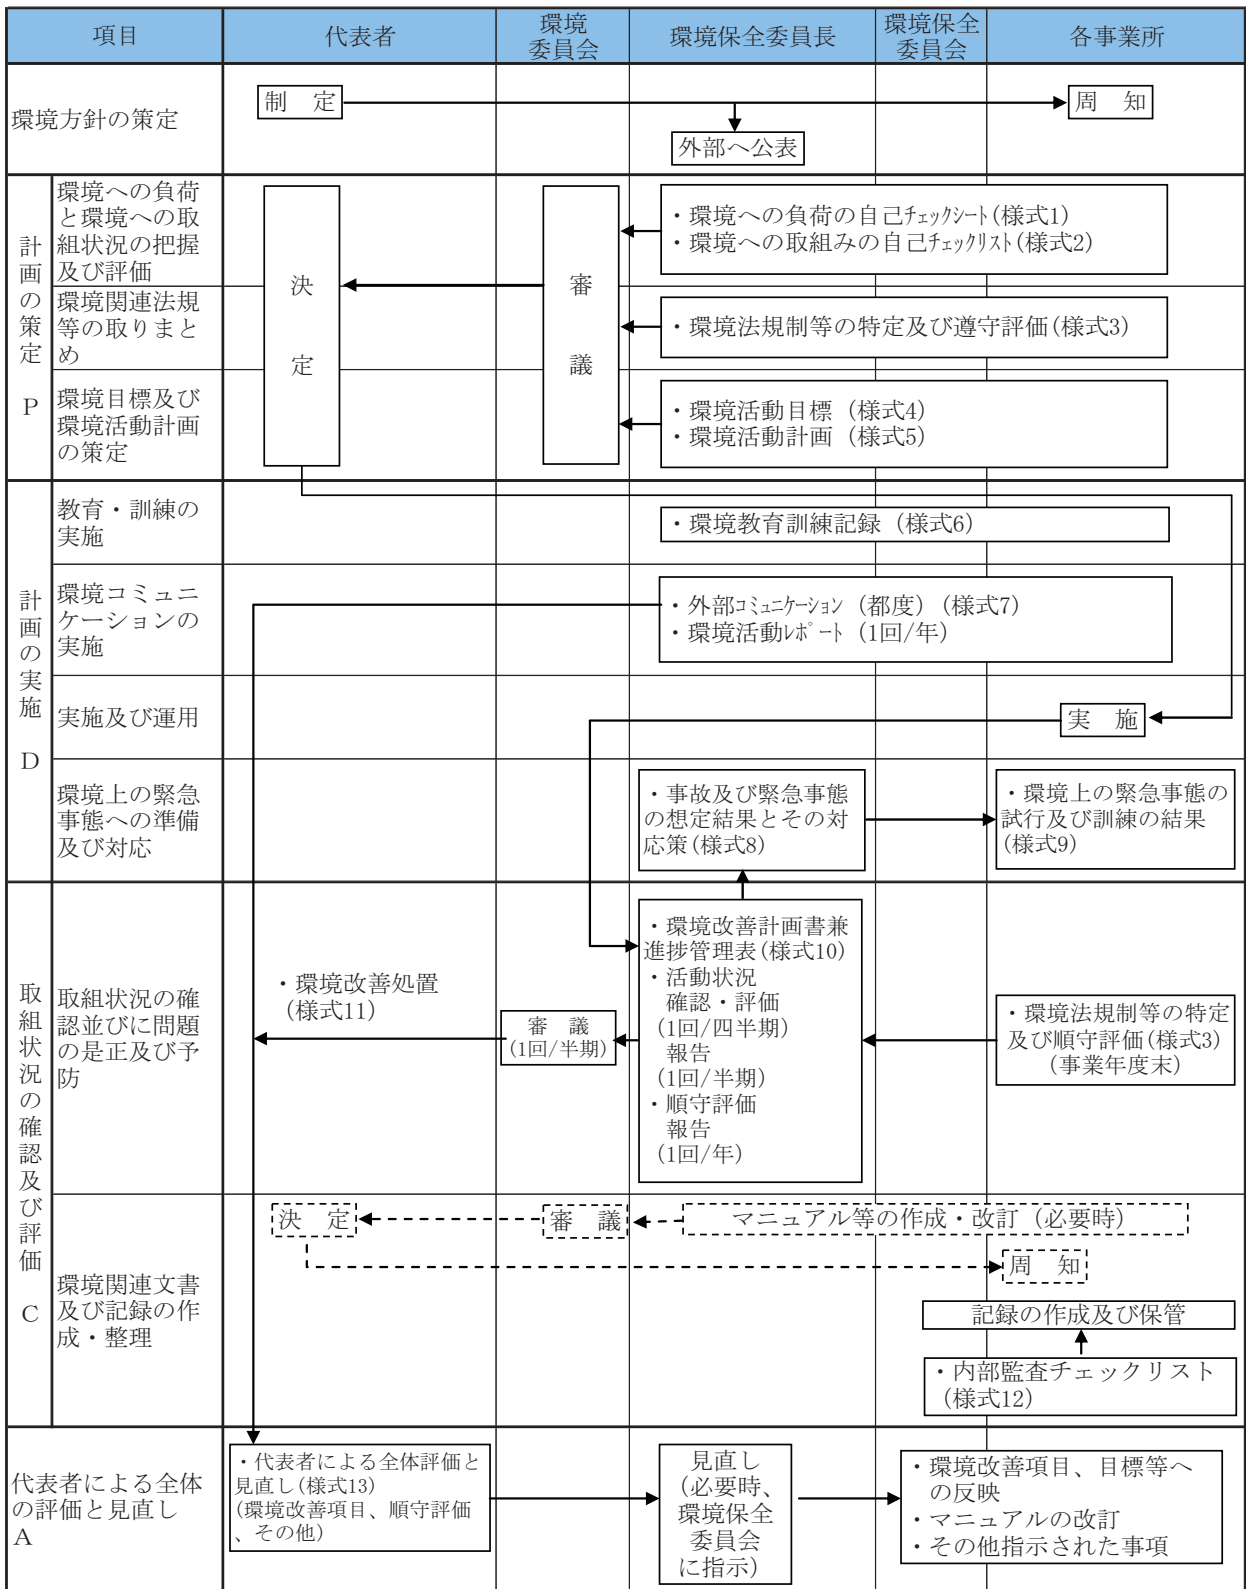 項目
代表者
環境
委員会
環境保全委員長
環境保全
委員会
各事業所
環境方針の策定
制　定
周　知
外部へ公表
計画の策定　P
環境への負荷
と環境への取
組状況の把握
及び評価
決　定
審　議
・環境への負荷の自己チェックシート(様式1)
・環境への取組みの自己チェックリスト(様式2)
環境関連法規
等の取りまと
め
・環境法規制等の特定及び遵守評価(様式3)
環境目標及び
環境活動計画
の策定
・環境活動目標（様式4)
・環境活動計画（様式5)
計画の実施　D
教育・訓練の
実施
・環境教育訓練記録（様式6)
環境コミュニ
ケーションの
実施
・外部コミュニケーション（都度）(様式7)
・環境活動レポート（1回/年）
実施及び運用
実　施
環境上の緊急
事態への準備
及び対応
・事故及び緊急事態
の想定結果とその対
応策(様式8)
・環境上の緊急事態の
試行及び訓練の結果
(様式9)
取組状況の確認及び評価　C
取組状況の確
認並びに問題
の是正及び予
防
・環境改善処置
(様式11)
審　議
(1回/半期)
・環境改善計画書兼
進捗管理表(様式10)
・活動状況
確認・評価
(1回/四半期)
報告
(1回/半期)
・順守評価
報告
(1回/年)
・環境法規制等の特定
及び順守評価(様式3)
(事業年度末)
環境関連文書
及び記録の作
成・整理
決　定
審　議
マニュアル等の作成・改訂（必要時）
周　知
記録の作成及び保管
・内部監査チェックリスト
(様式12)
代表者による全体
の評価と見直し
A
・代表者による全体評価と
見直し(様式13)
(環境改善項目、順守評価
、その他)
見直し
(必要時、
環境保全
委員会
に指示)
・環境改善項目、目標等へ
の反映
・マニュアルの改訂
・その他指示された事項